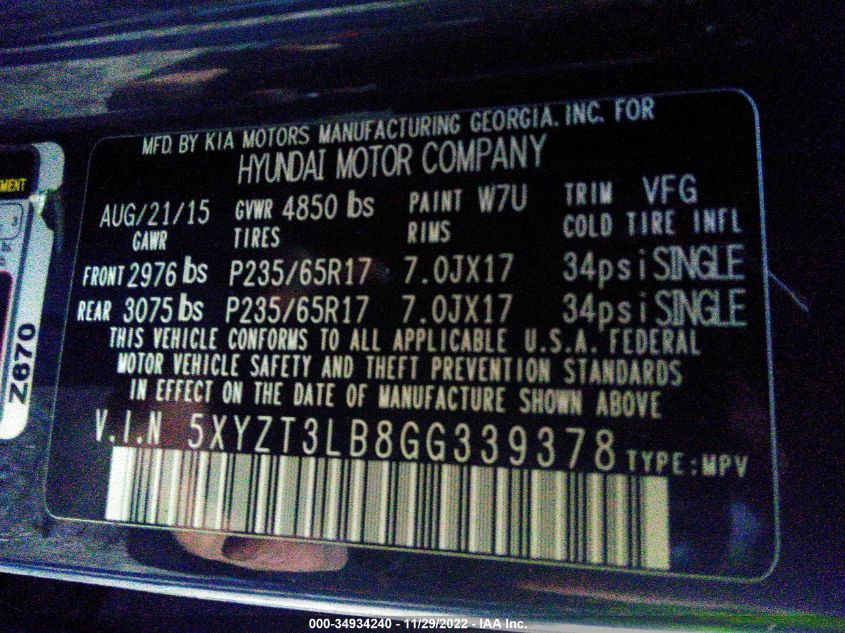 MFD. BY KIA MOTORS MANUFACTURING GEORGIA. INC. FOR
HYUNDAI MOTOR COMPANY
AUG/21/15 GVWR 4850 lbs PAINT W7U TRIM VFG
GAWR TIRES RIMS COLD TIRE INFL
FRONT 2976 lbs P235/65R17 7.0JX17 34psi SINGLE
REAR 3075 lbs P235/65R17 7.0JX17 34psi SINGLE
THIS VEHICLE CONFORMS TO ALL APPLICABLE U.S.A. FEDERAL
MOTOR VEHICLE SAFETY AND THEFT PREVENTION STANDARDS
IN EFFECT ON THE DATE OF MANUFACTURE SHOWN ABOVE
V.I.N 5XYZT3LB8GG339378 TYPE:MPV
Z670
000-34934240 - 11/29/2022 - IAA Inc.